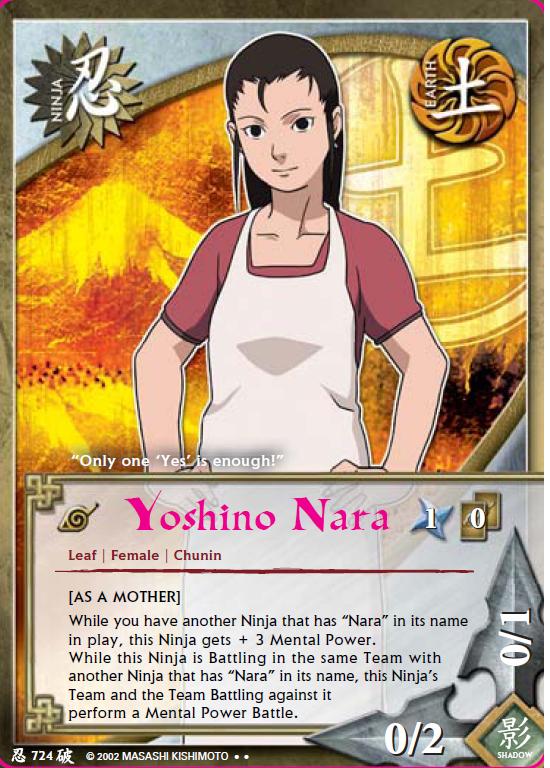 NINJA 忍
EARTH 土
"Only one 'Yes' is enough!"
Yoshino Nara 1 0
Leaf | Female | Chunin
[AS A MOTHER]
While you have another Ninja that has "Nara" in its name
in play, this Ninja gets + 3 Mental Power.
While this Ninja is Battling in the same Team with
another Ninja that has "Nara" in its name, this Ninja's
Team and the Team Battling against it
perform a Mental Power Battle.
0/1
0/2
影
SHADOW
忍 724 破 © 2002 MASASHI KISHIMOTO ● ●